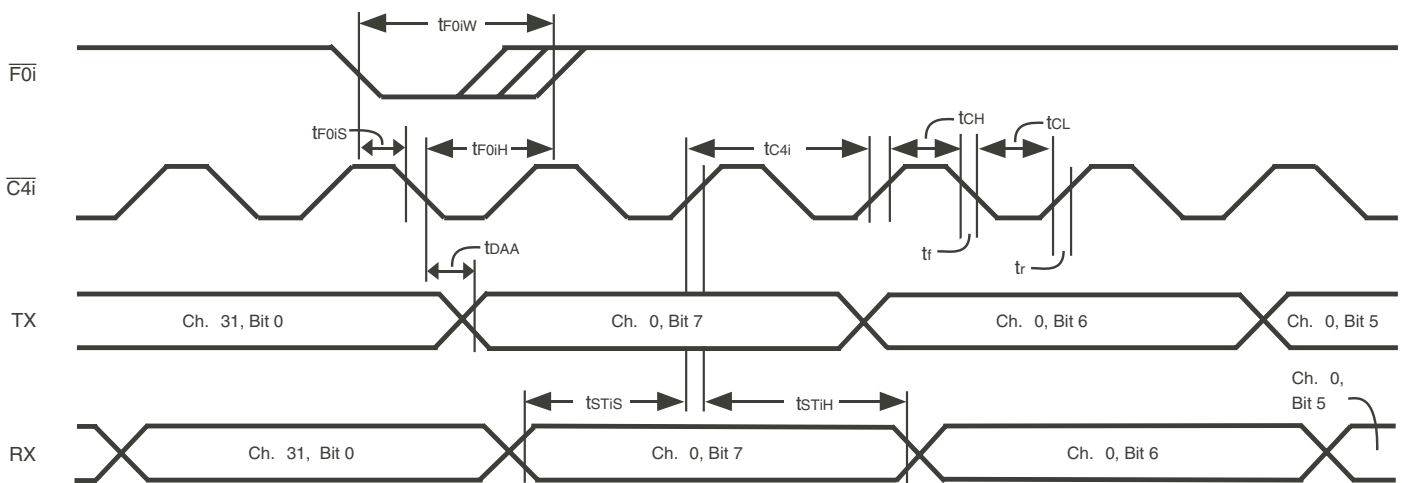 tF0iW
F0i
tF0iS
tF0iH
tC4i
tCH
tCL
C4i
tDAA
tf
tr
TX
Ch. 31, Bit 0
Ch. 0, Bit 7
Ch. 0, Bit 6
Ch. 0, Bit 5
tSTiS
tSTiH
Ch. 0,
Bit 5
RX
Ch. 31, Bit 0
Ch. 0, Bit 7
Ch. 0, Bit 6